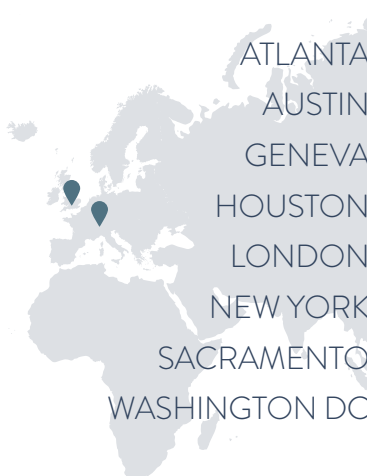 ATLANTA
AUSTIN
GENEVA
HOUSTON
LONDON
NEW YORK
SACRAMENTO
WASHINGTON DC